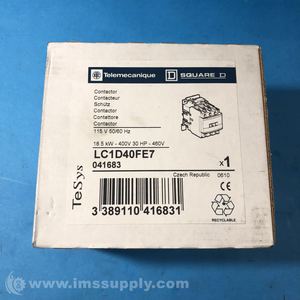 Telemecanique
SQUARE D
Contactor
Contacteur
Schütz
Contactor
Contattore
Contactor
115 V 50/60 Hz
18.5 kW - 400V 30 HP - 460V
LC1D40FE7
041683
x1
Czech Republic 0610
TeSys
3 389110 416831
RECYCLABLE
© www.imssupply.com/